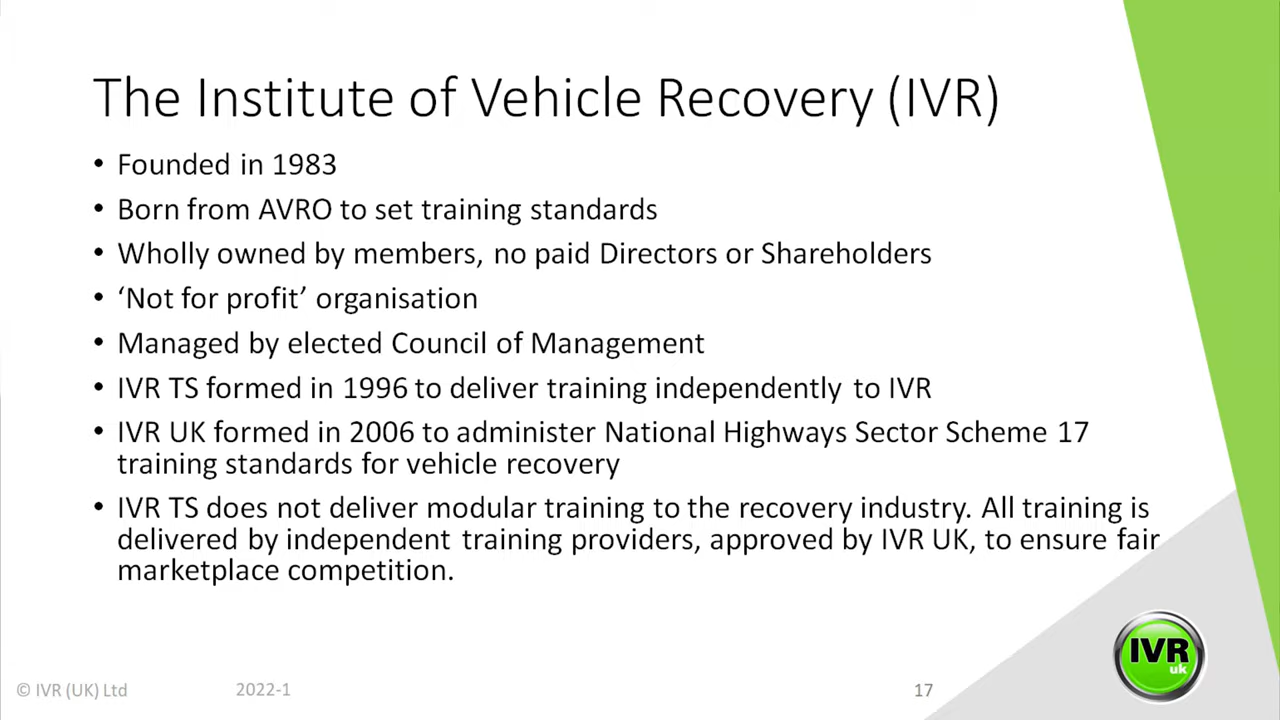 The Institute of Vehicle Recovery (IVR)
• Founded in 1983
• Born from AVRO to set training standards
• Wholly owned by members, no paid Directors or Shareholders
• ‘Not for profit’ organisation
• Managed by elected Council of Management
• IVR TS formed in 1996 to deliver training independently to IVR
• IVR UK formed in 2006 to administer National Highways Sector Scheme 17
training standards for vehicle recovery
• IVR TS does not deliver modular training to the recovery industry. All training is
delivered by independent training providers, approved by IVR UK, to ensure fair
marketplace competition.
IVR
uk
© IVR (UK) Ltd 2022-1 17